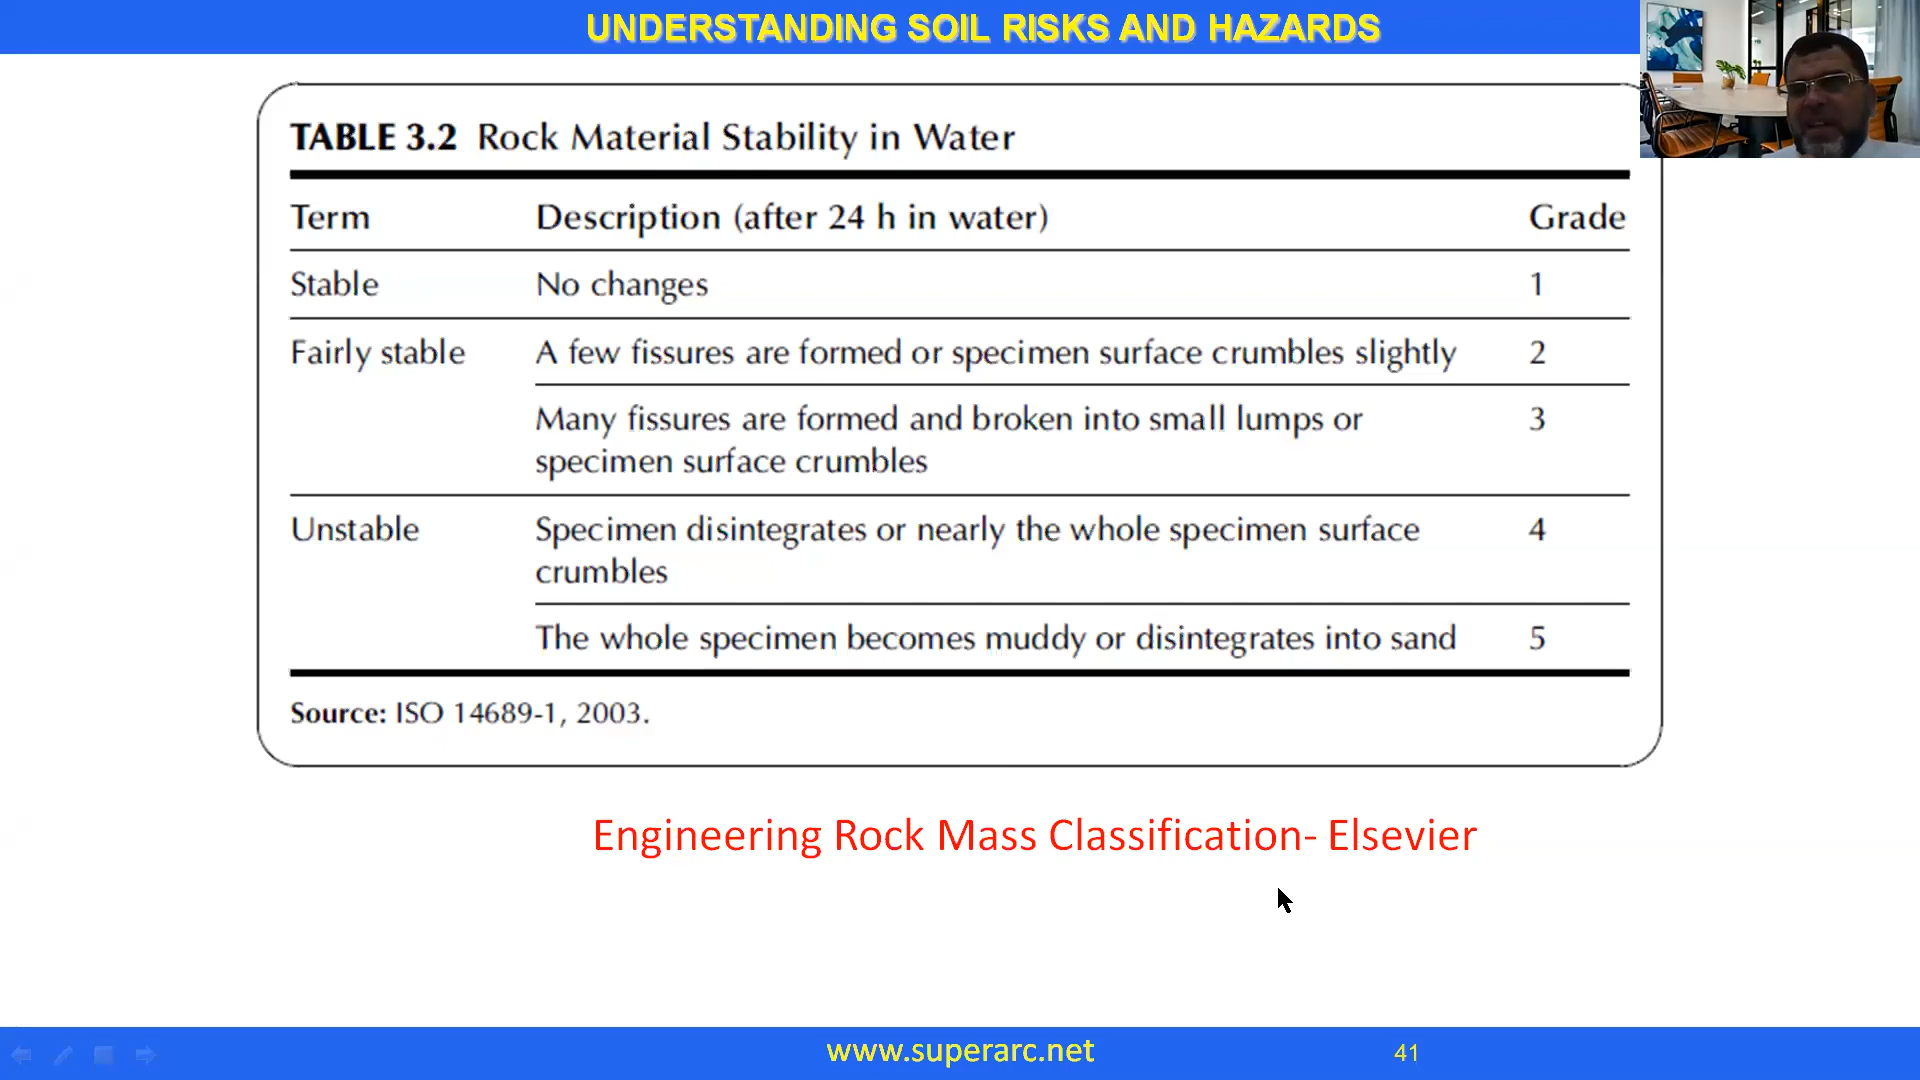 UNDERSTANDING SOIL RISKS AND HAZARDS
TABLE 3.2 Rock Material Stability in Water
Term Description (after 24 h in water) Grade
Stable No changes 1
Fairly stable A few fissures are formed or specimen surface crumbles slightly 2
Many fissures are formed and broken into small lumps or 3
specimen surface crumbles
Unstable Specimen disintegrates or nearly the whole specimen surface 4
crumbles
The whole specimen becomes muddy or disintegrates into sand 5
Source: ISO 14689-1, 2003.
Engineering Rock Mass Classification- Elsevier
www.superarc.net 41